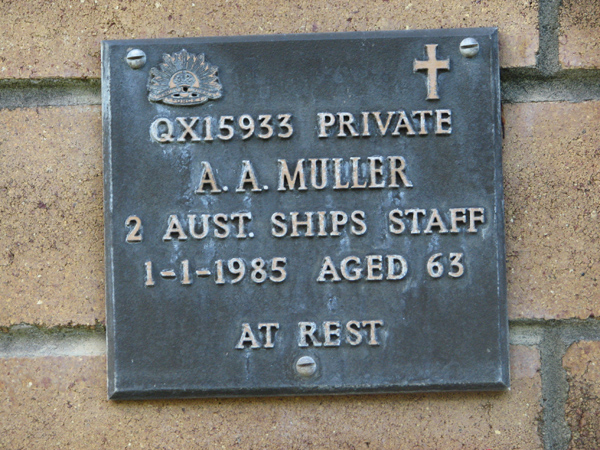 QX15933 PRIVATE
A. A. MULLER
2 AUST. SHIPS STAFF
1-1-1985 AGED 63
AT REST